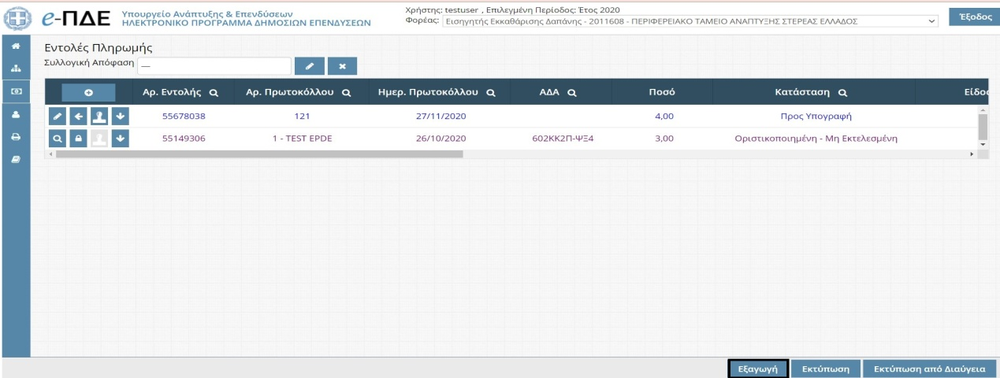 e-ΠΔΕ
Υπουργείο Ανάπτυξης & Επενδύσεων
ΗΛΕΚΤΡΟΝΙΚΟ ΠΡΟΓΡΑΜΜΑ ΔΗΜΟΣΙΩΝ ΕΠΕΝΔΥΣΕΩΝ
Χρήστης: testuser , Επιλεγμένη Περίοδος: Έτος 2020
Φορέας: Εισηγητής Εκκαθάρισης Δαπάνης - 2011608 - ΠΕΡΙΦΕΡΕΙΑΚΟ ΤΑΜΕΙΟ ΑΝΑΠΤΥΞΗΣ ΣΤΕΡΕΑΣ ΕΛΛΑΔΟΣ
Έξοδος
Εντολές Πληρωμής
Συλλογική Απόφαση —
Αρ. Εντολής Αρ. Πρωτοκόλλου Ημερ. Πρωτοκόλλου ΑΔΑ Ποσό Κατάσταση Είδος
55678038 121 27/11/2020 4,00 Προς Υπογραφή
55149306 1 - TEST EPDE 26/10/2020 602ΚΚ2Π-ΨΞ4 3,00 Οριστικοποιημένη - Μη Εκτελεσμένη
Εξαγωγή Εκτύπωση Εκτύπωση από Διαύγεια